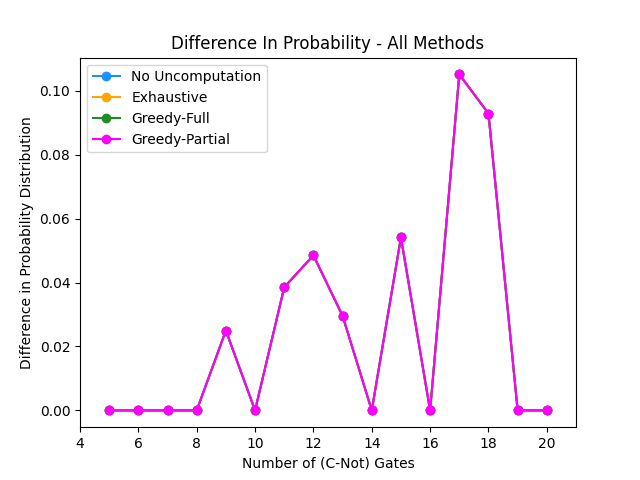 Difference In Probability - All Methods
No Uncomputation
Exhaustive
Greedy-Full
Greedy-Partial
Difference in Probability Distribution
0.10
0.08
0.06
0.04
0.02
0.00
4 6 8 10 12 14 16 18 20
Number of (C-Not) Gates